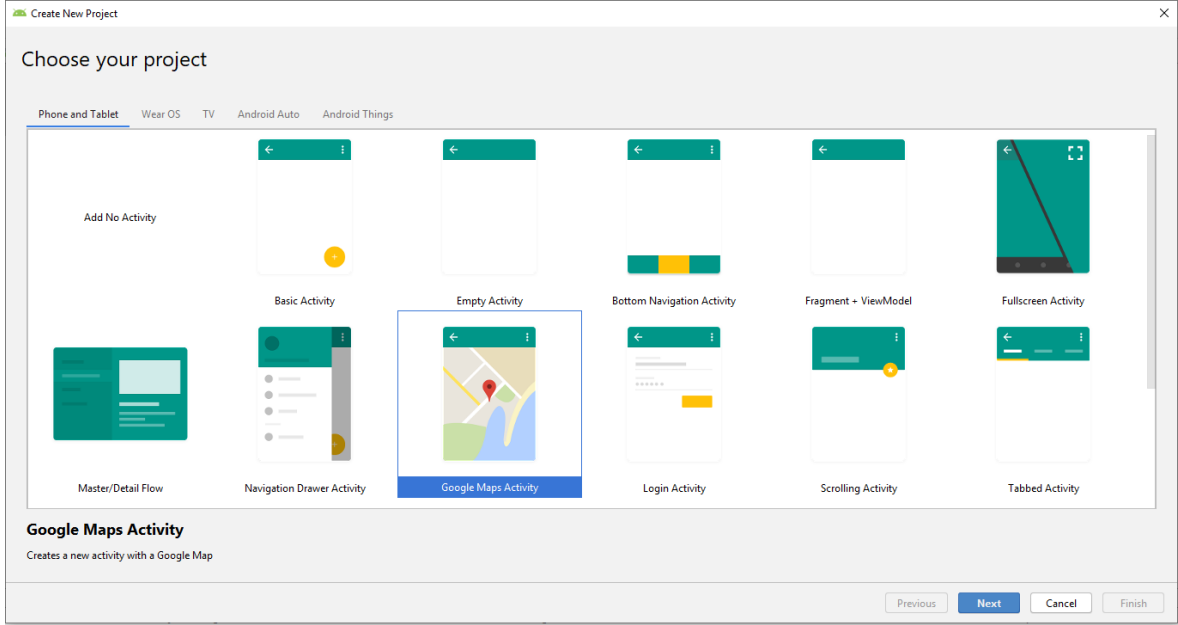 Create New Project
Choose your project
Phone and Tablet Wear OS TV Android Auto Android Things
Add No Activity
Basic Activity Empty Activity Bottom Navigation Activity Fragment + ViewModel Fullscreen Activity
Master/Detail Flow Navigation Drawer Activity Google Maps Activity Login Activity Scrolling Activity Tabbed Activity
Google Maps Activity
Creates a new activity with a Google Map
Previous Next Cancel Finish